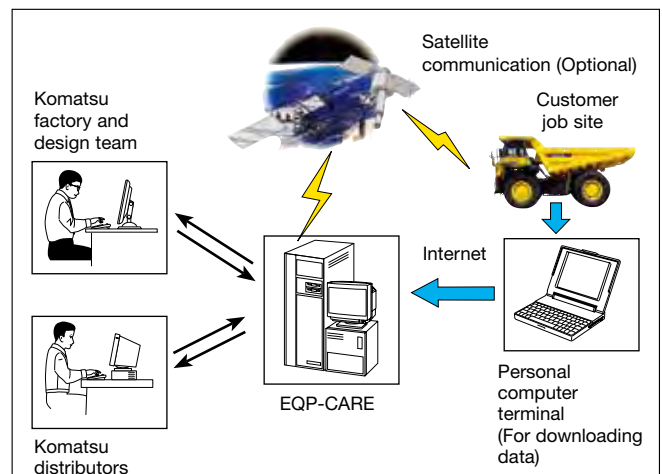 Satellite
communication (Optional)
Komatsu
factory and
design team
Customer
job site
Internet
EQP-CARE
Personal
computer
terminal
(For downloading
data)
Komatsu
distributors